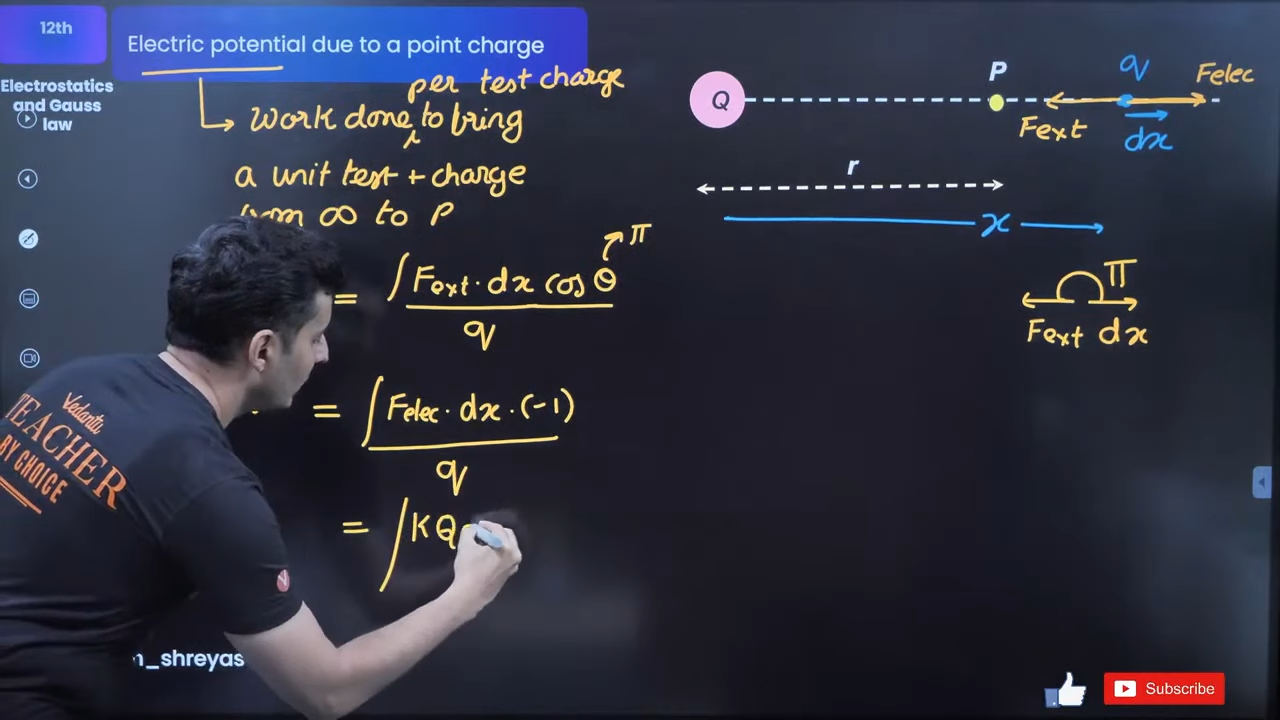 12th
Electric potential due to a point charge
Electrostatics
and Gauss
law
per test charge
work done to bring
a unit test + charge
from ∞ to P
= ∫ Fext · dx cos θ → π
q
= ∫ Felec · dx · (-1)
q
= ∫ KQ
P
q
Felec
Q
Fext
dx
r
x
π
Fext dx
Vedantu
TEACHER
BY CHOICE
_shreyas
Subscribe